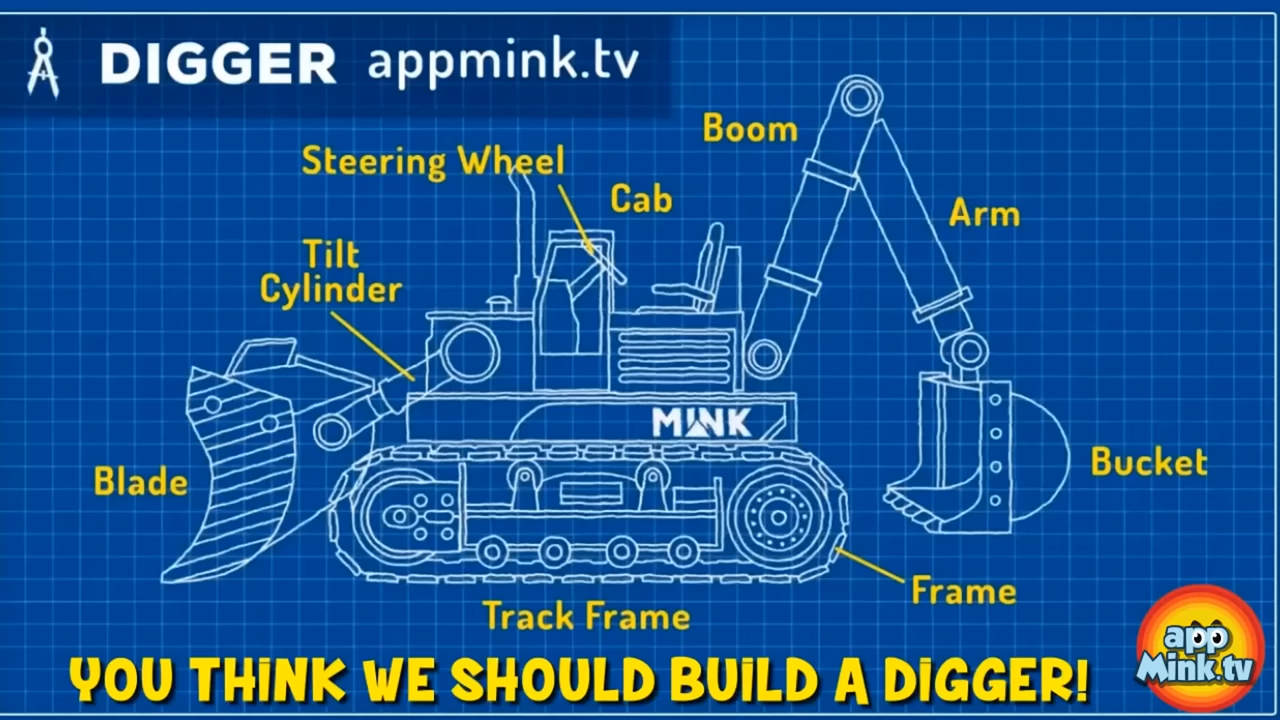 DIGGER appmink.tv
Boom
Steering Wheel
Cab
Arm
Tilt
Cylinder
MINK
Blade
Bucket
Frame
Track Frame
YOU THINK WE SHOULD BUILD A DIGGER!
app
Mink.tv